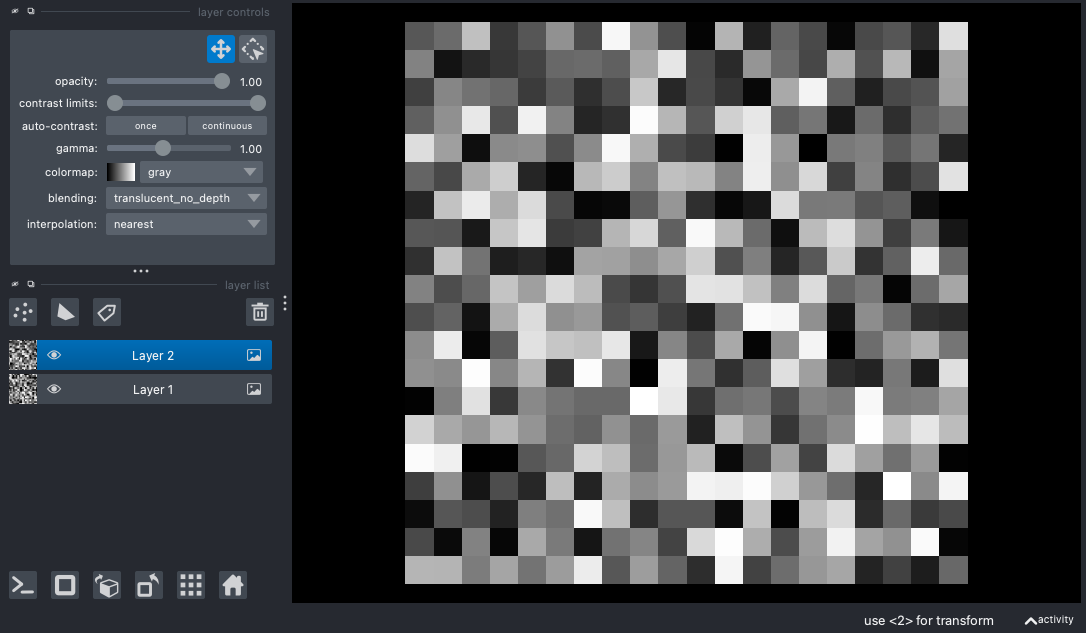 layer controls
opacity: 1.00
contrast limits:
auto-contrast: once continuous
gamma: 1.00
colormap: gray
blending: translucent_no_depth
interpolation: nearest
layer list
Layer 2
Layer 1
use <2> for transform activity